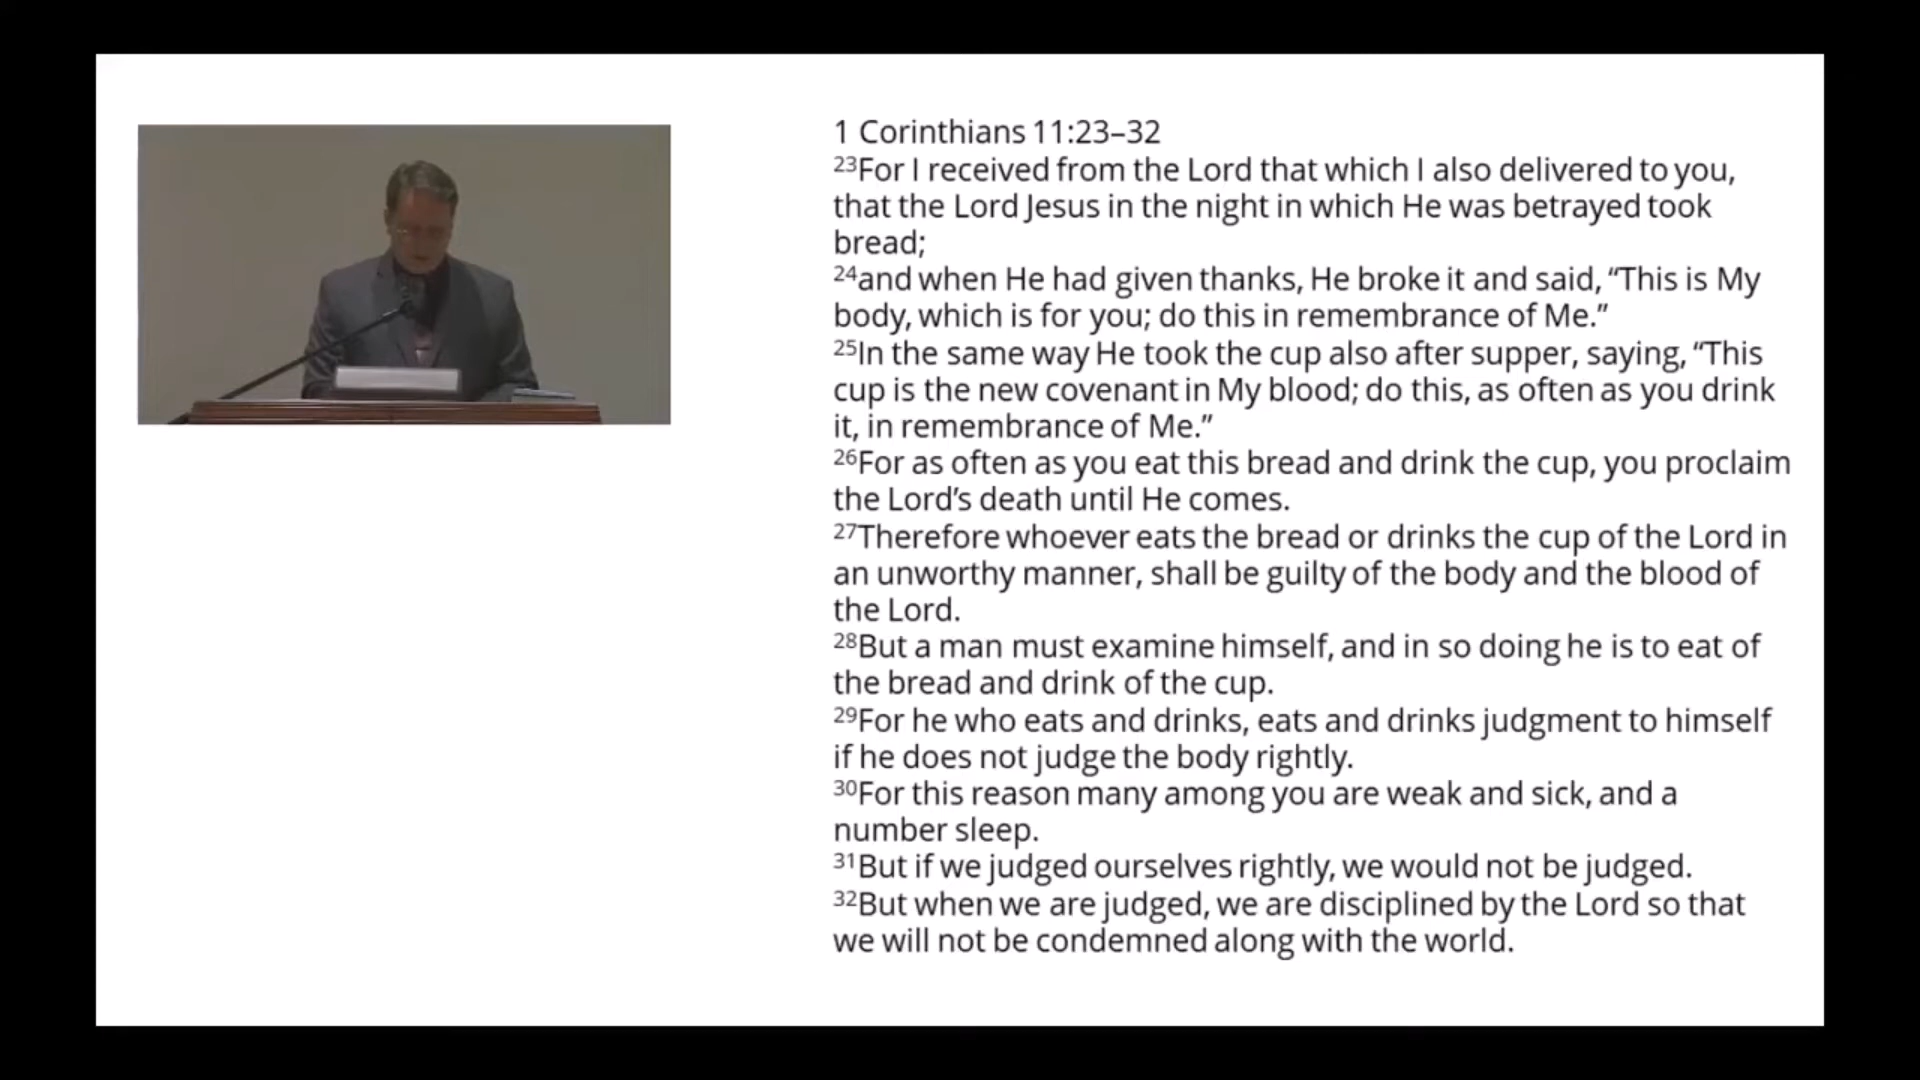 1 Corinthians 11:23–32
23For I received from the Lord that which I also delivered to you,
that the Lord Jesus in the night in which He was betrayed took
bread;
24and when He had given thanks, He broke it and said, “This is My
body, which is for you; do this in remembrance of Me.”
25In the same way He took the cup also after supper, saying, “This
cup is the new covenant in My blood; do this, as often as you drink
it, in remembrance of Me.”
26For as often as you eat this bread and drink the cup, you proclaim
the Lord’s death until He comes.
27Therefore whoever eats the bread or drinks the cup of the Lord in
an unworthy manner, shall be guilty of the body and the blood of
the Lord.
28But a man must examine himself, and in so doing he is to eat of
the bread and drink of the cup.
29For he who eats and drinks, eats and drinks judgment to himself
if he does not judge the body rightly.
30For this reason many among you are weak and sick, and a
number sleep.
31But if we judged ourselves rightly, we would not be judged.
32But when we are judged, we are disciplined by the Lord so that
we will not be condemned along with the world.